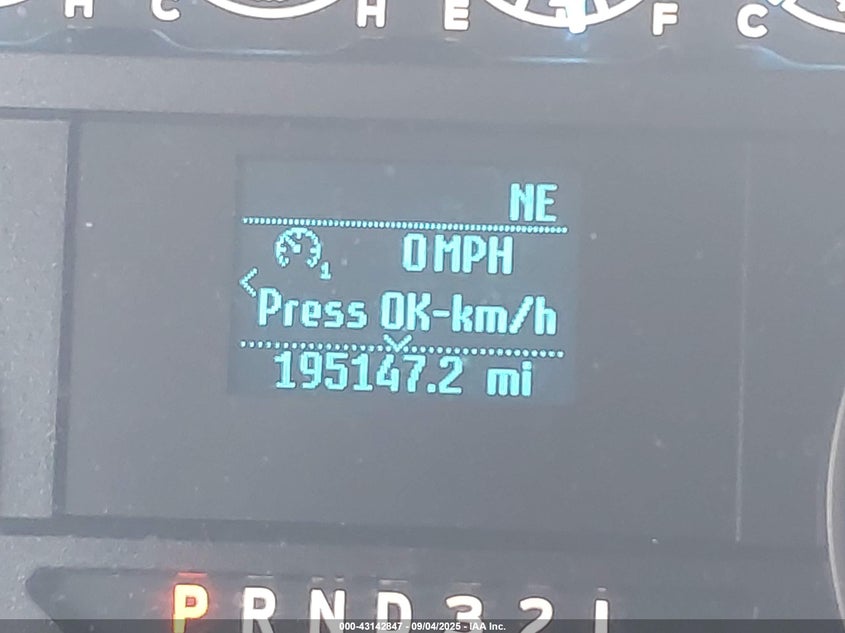 H C H E F C
NE
1 0 MPH
Press OK-km/h
195147.2 mi
P R N D 3 2 1
000-43142847 - 09/04/2025 - IAA Inc.